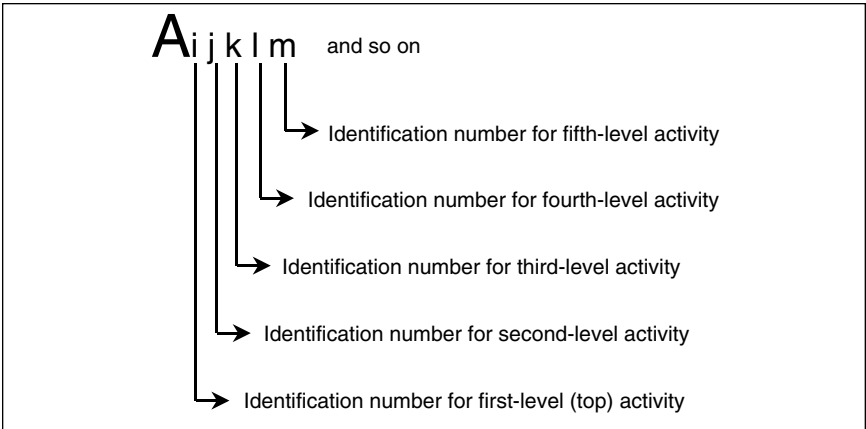 Aijklm and so on
Identification number for fifth-level activity
Identification number for fourth-level activity
Identification number for third-level activity
Identification number for second-level activity
Identification number for first-level (top) activity